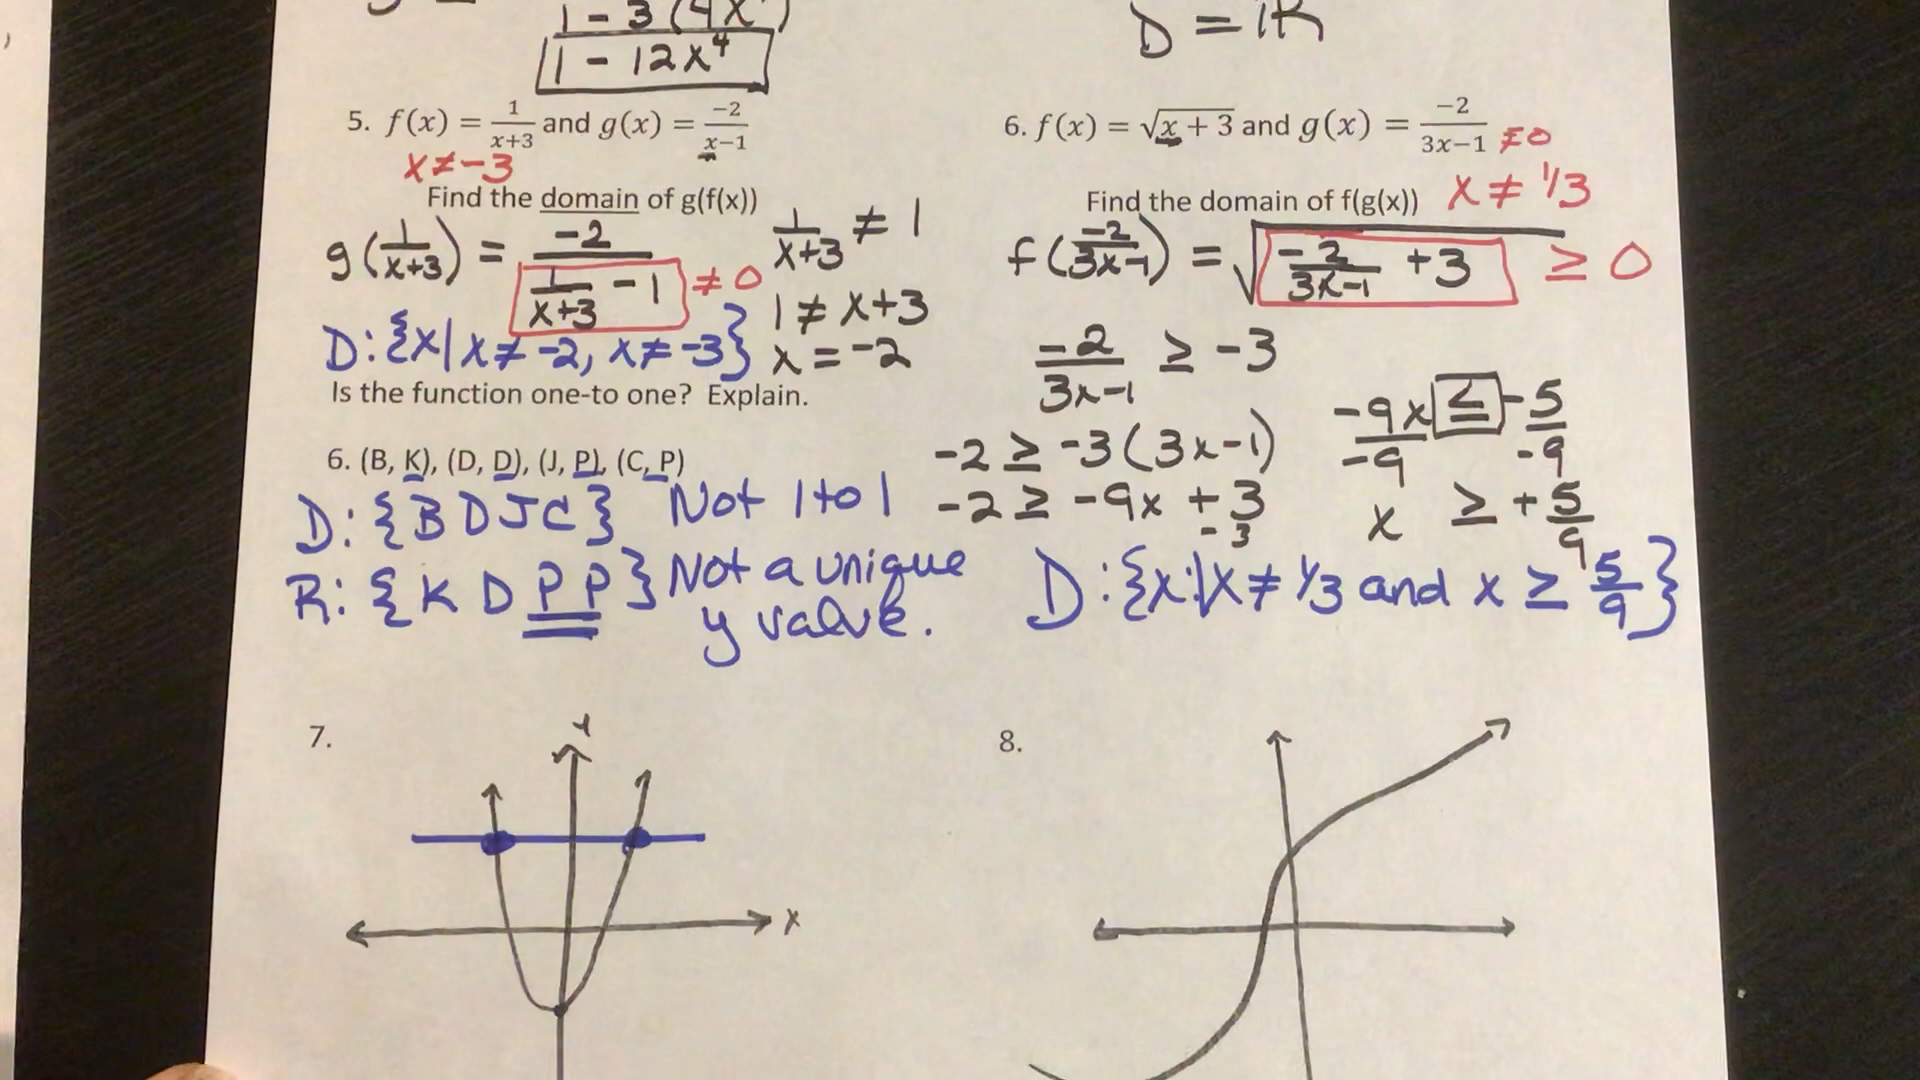 1 - 3 (4x
1 - 12x⁴
D = ℝ
5. f(x) = 1/(x+3) and g(x) = -2/(x-1)
x ≠ -3
Find the domain of g(f(x))
g(1/(x+3)) = -2/(1/(x+3) - 1) ≠ 0
1/(x+3) ≠ 1
1 ≠ x+3
x = -2
D: {x| x ≠ -2, x ≠ -3}
6. f(x) = √(x + 3) and g(x) = -2/(3x-1) ≠ 0
x ≠ 1/3
Find the domain of f(g(x))
f(-2/(3x-1)) = √(-2/(3x-1) + 3) ≥ 0
-2/(3x-1) ≥ -3
-2 ≥ -3(3x-1)
-2 ≥ -9x + 3
- 3
-9x/-9 ≤ -5/-9
x ≥ + 5/9
D: {x:|x ≠ 1/3 and x ≥ 5/9}
Is the function one-to one? Explain.
6. (B, K), (D, D), (J, P), (C, P)
D: {B D J C} Not 1 to 1
R: {K D P P} Not a unique
y value.
7.
y
x
8.